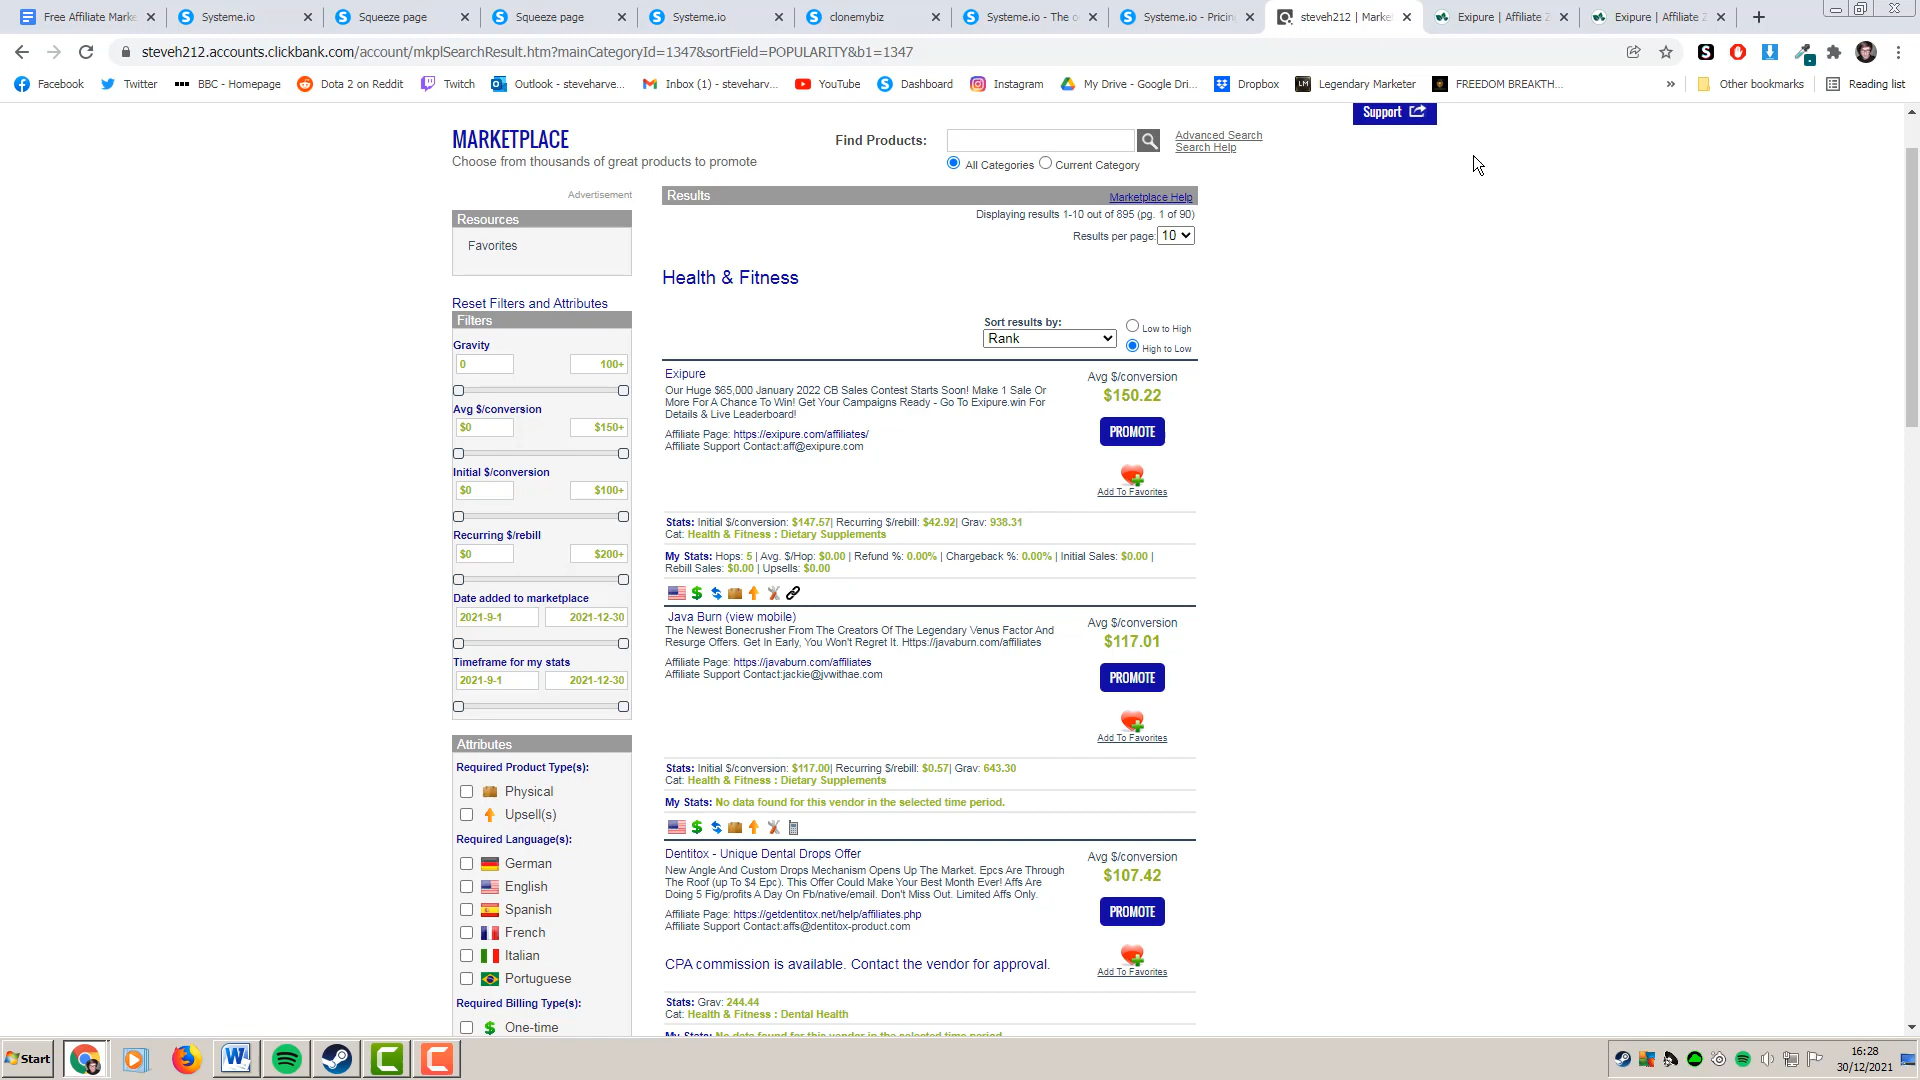 Free Affiliate Marke
Systeme.io
Squeeze page
Squeeze page
Systeme.io
clonemybiz
Systeme.io - The o
Systeme.io - Pricin
steveh212 | Marke
Exipure | Affiliate Z
Exipure | Affiliate Z
steveh212.accounts.clickbank.com/account/mkplSearchResult.htm?mainCategoryId=1347&sortField=POPULARITY&b1=1347
Facebook
Twitter
BBC - Homepage
Dota 2 on Reddit
Twitch
Outlook - steveharve...
Inbox (1) - steveharv...
YouTube
Dashboard
Instagram
My Drive - Google Dri...
Dropbox
Legendary Marketer
FREEDOM BREAKTH...
Other bookmarks
Reading list
Support
MARKETPLACE
Choose from thousands of great products to promote
Find Products:
Advanced Search
Search Help
All Categories
Current Category
Advertisement
Resources
Favorites
Reset Filters and Attributes
Filters
Gravity
0 100+
Avg $/conversion
$0 $150+
Initial $/conversion
$0 $100+
Recurring $/rebill
$0 $200+
Date added to marketplace
2021-9-1 2021-12-30
Timeframe for my stats
2021-9-1 2021-12-30
Attributes
Required Product Type(s):
Physical
Upsell(s)
Required Language(s):
German
English
Spanish
French
Italian
Portuguese
Required Billing Type(s):
One-time
Results
Marketplace Help
Displaying results 1-10 out of 895 (pg. 1 of 90)
Results per page: 10
Health & Fitness
Sort results by:
Rank
Low to High
High to Low
Exipure
Our Huge $65,000 January 2022 CB Sales Contest Starts Soon! Make 1 Sale Or
More For A Chance To Win! Get Your Campaigns Ready - Go To Exipure.win For
Details & Live Leaderboard!
Affiliate Page: https://exipure.com/affiliates/
Affiliate Support Contact:aff@exipure.com
Avg $/conversion
$150.22
PROMOTE
Add To Favorites
Stats: Initial $/conversion: $147.57| Recurring $/rebill: $42.92| Grav: 938.31
Cat: Health & Fitness : Dietary Supplements
My Stats: Hops: 5 | Avg. $/Hop: $0.00 | Refund %: 0.00% | Chargeback %: 0.00% | Initial Sales: $0.00 |
Rebill Sales: $0.00 | Upsells: $0.00
Java Burn (view mobile)
The Newest Bonecrusher From The Creators Of The Legendary Venus Factor And
Resurge Offers. Get In Early, You Won't Regret It. Https://javaburn.com/affiliates
Affiliate Page: https://javaburn.com/affiliates
Affiliate Support Contact:jackie@jvwithae.com
Avg $/conversion
$117.01
PROMOTE
Add To Favorites
Stats: Initial $/conversion: $117.00| Recurring $/rebill: $0.57| Grav: 643.30
Cat: Health & Fitness : Dietary Supplements
My Stats: No data found for this vendor in the selected time period.
Dentitox - Unique Dental Drops Offer
New Angle And Custom Drops Mechanism Opens Up The Market. Epcs Are Through
The Roof (up To $4 Epc). This Offer Could Make Your Best Month Ever! Affs Are
Doing 5 Fig/profits A Day On Fb/native/email. Don't Miss Out. Limited Affs Only.
Affiliate Page: https://getdentitox.net/help/affiliates.php
Affiliate Support Contact:affs@dentitox-product.com
CPA commission is available. Contact the vendor for approval.
Avg $/conversion
$107.42
PROMOTE
Add To Favorites
Stats: Grav: 244.44
Cat: Health & Fitness : Dental Health
My Stats: No data found for this vendor in the selected time period.
Start
16:28
30/12/2021